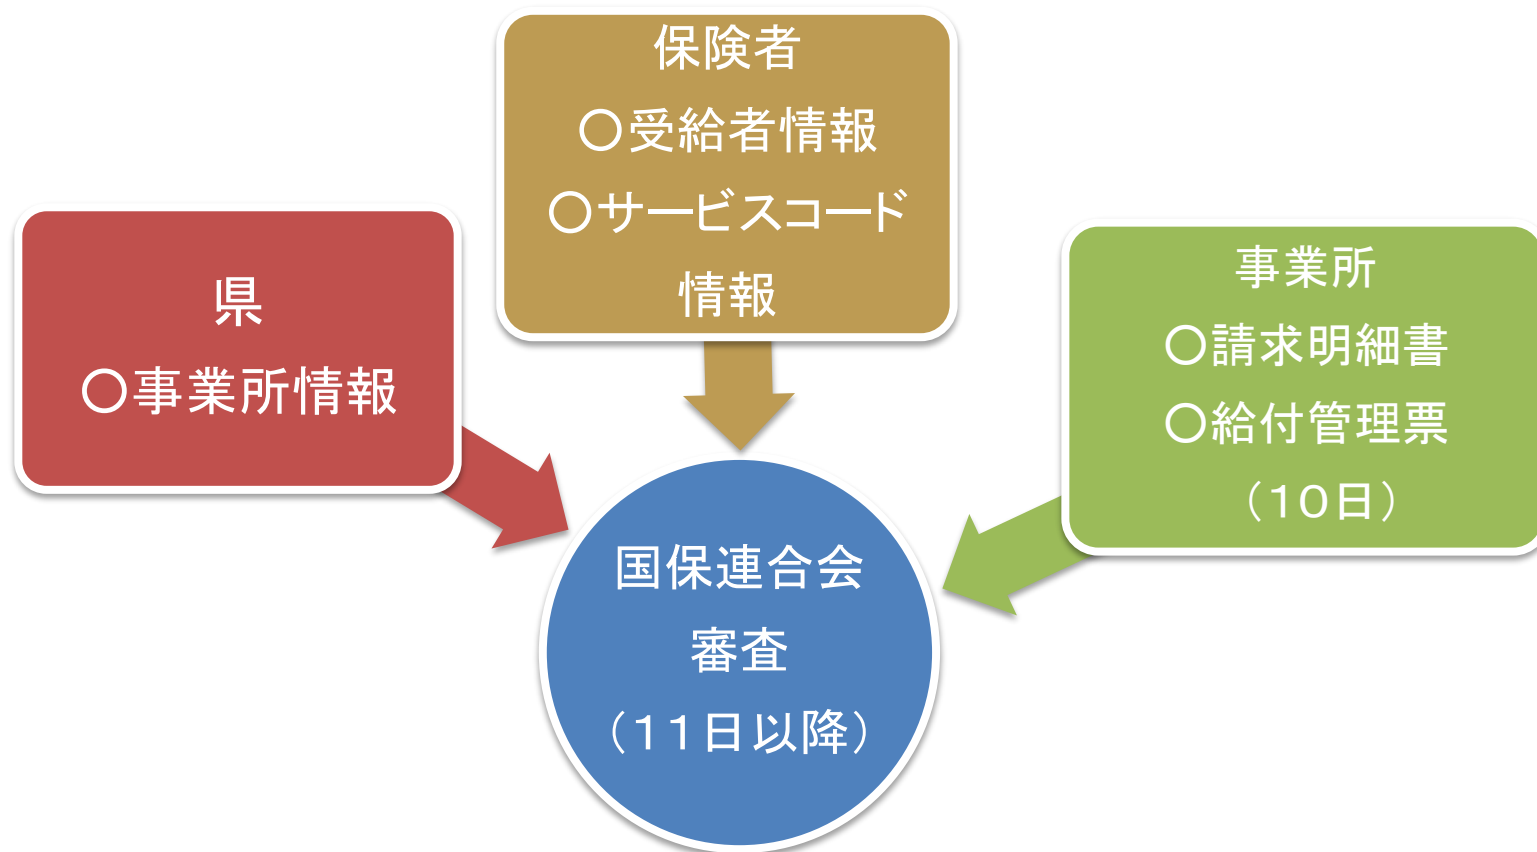 県
○事業所情報
保険者
○受給者情報
○サービスコード
情報
事業所
○請求明細書
○給付管理票
（１０日）
国保連合会
審査
（１１日以降）